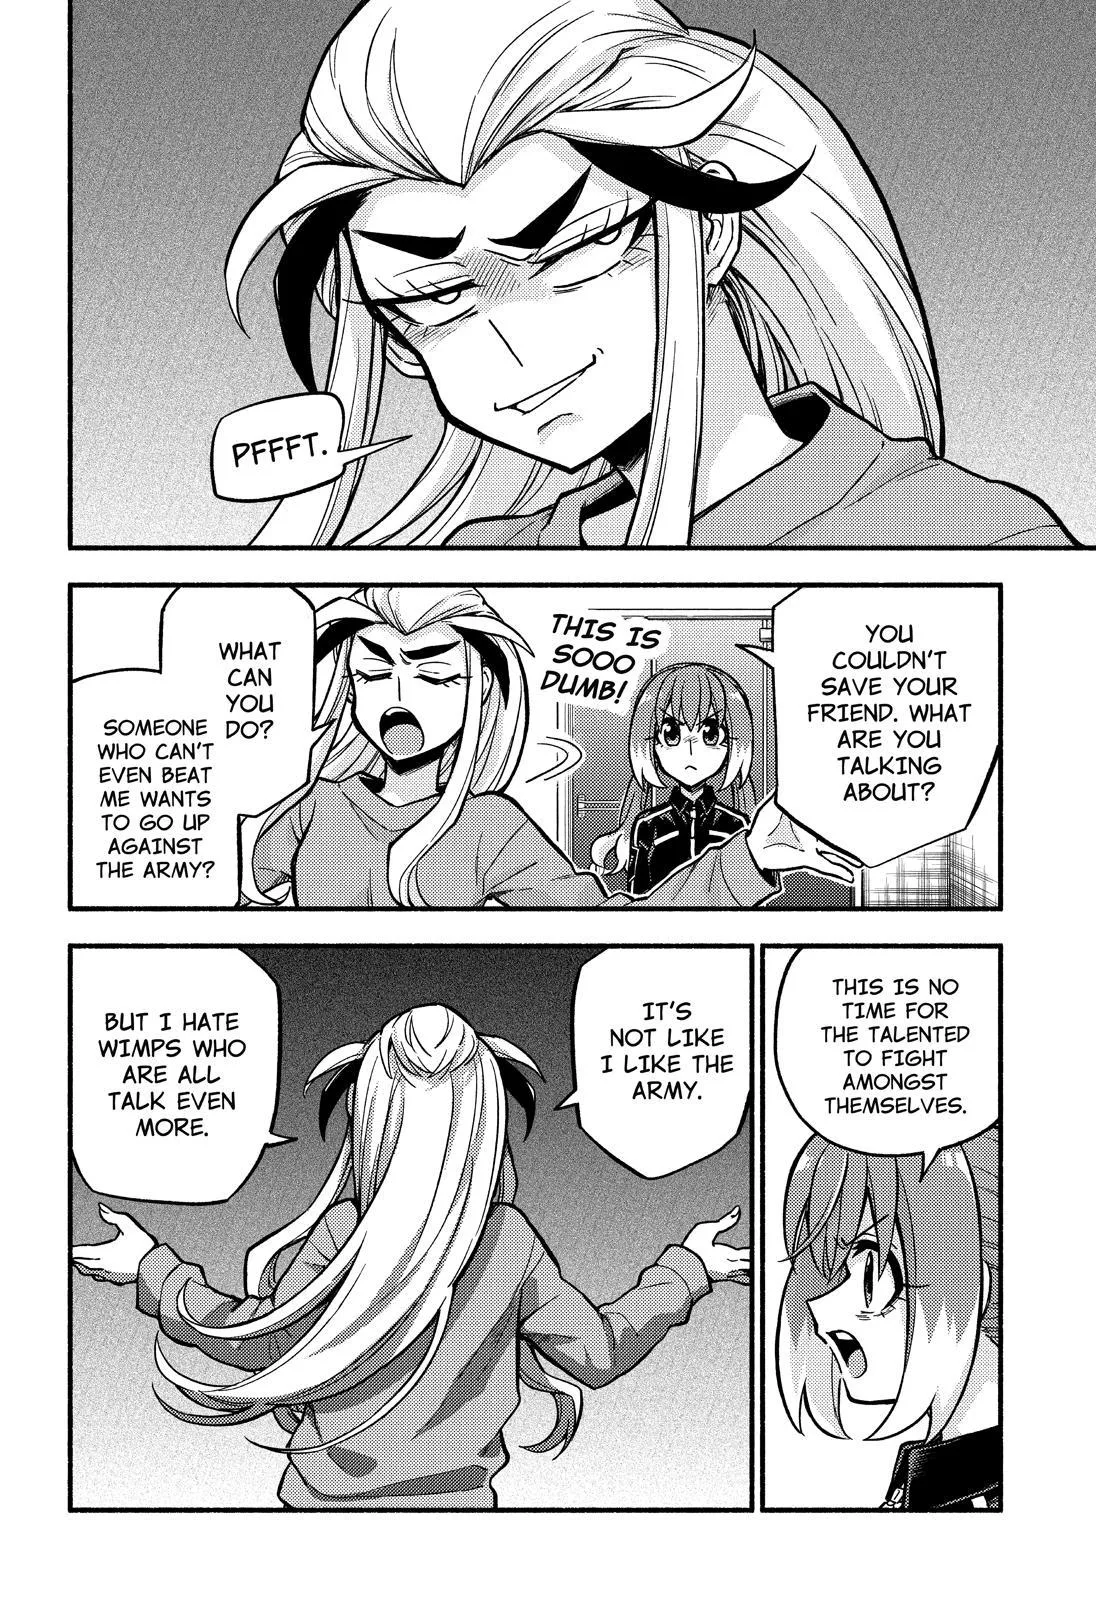 PFFFT.
YOU
COULDN'T
SAVE YOUR
FRIEND. WHAT
ARE YOU
TALKING
ABOUT?
THIS IS
SOOO
DUMB!
WHAT
CAN
YOU
DO?
SOMEONE
WHO CAN'T
EVEN BEAT
ME WANTS
TO GO UP
AGAINST
THE ARMY?
THIS IS NO
TIME FOR
THE TALENTED
TO FIGHT
AMONGST
THEMSELVES.
IT'S
NOT LIKE
I LIKE THE
ARMY.
BUT I HATE
WIMPS WHO
ARE ALL
TALK EVEN
MORE.